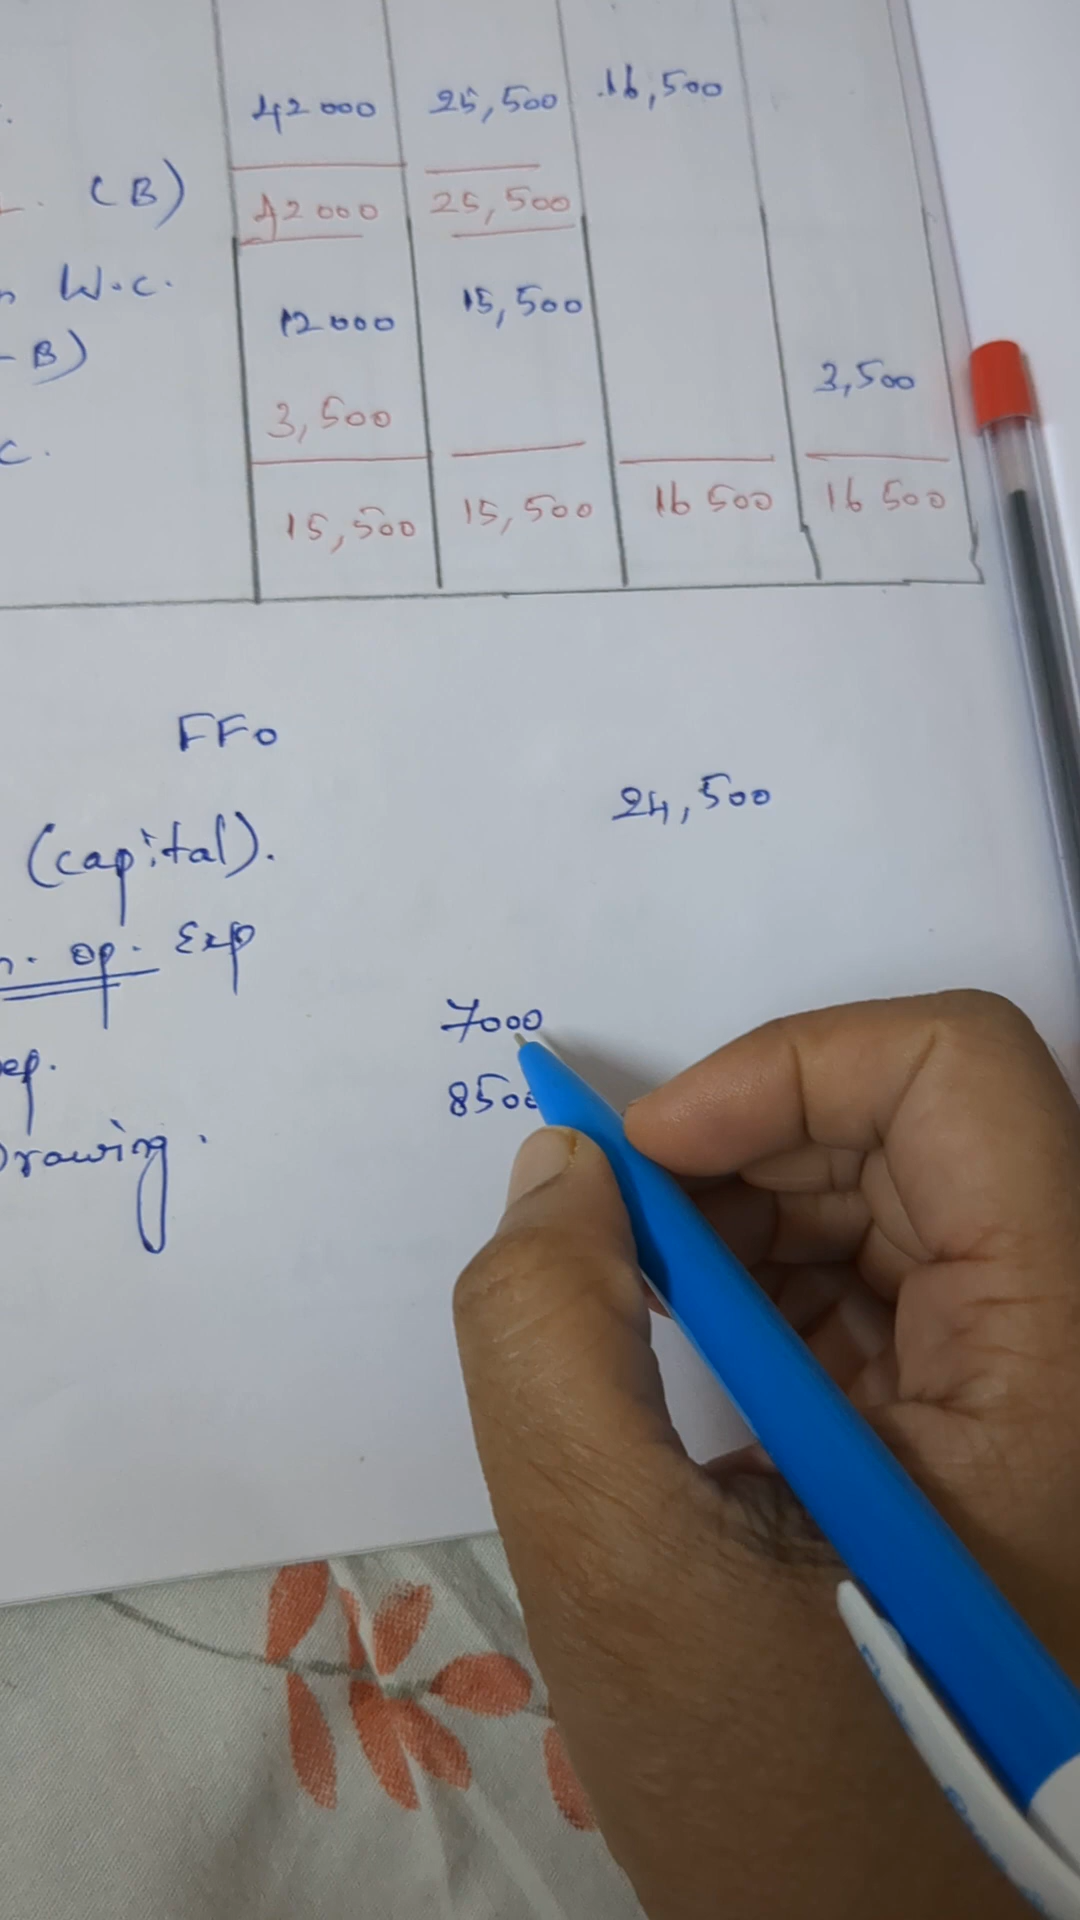 42000 25,500 16,500
(B) 42000 25,500
W.C. 12000 15,500
- B) 3,500
3,500
C.
15,500 15,500 16 500 16 500
FFO
24,500
(capital).
n. op. Exp
7000
ep.
8500
Drawing.